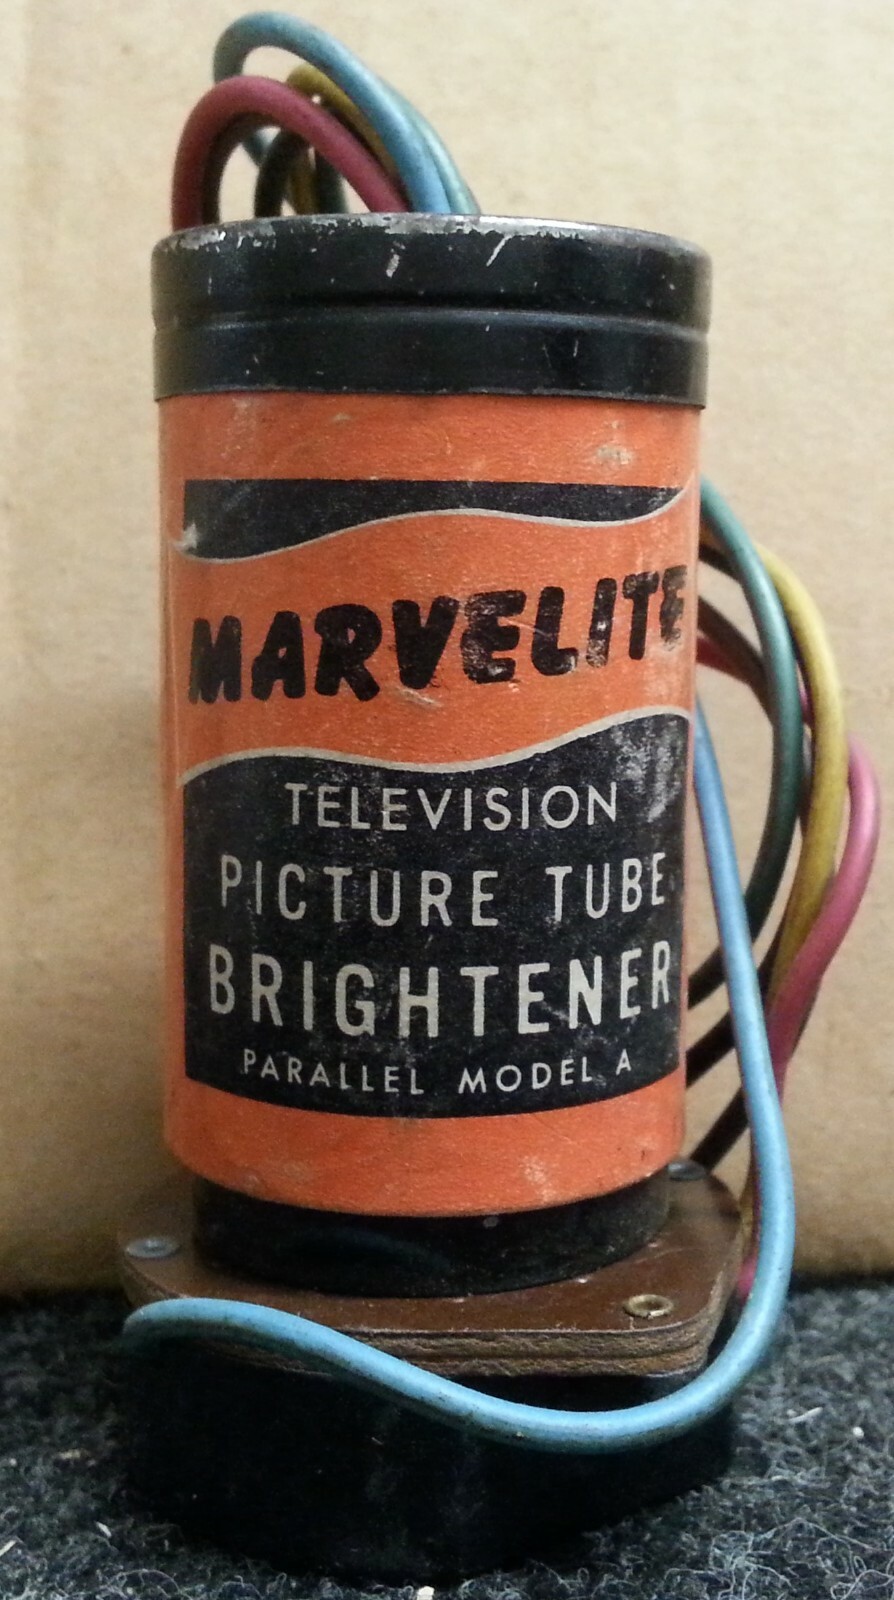 MARVELITE
TELEVISION
PICTURE TUBE
BRIGHTENER
PARALLEL MODEL A